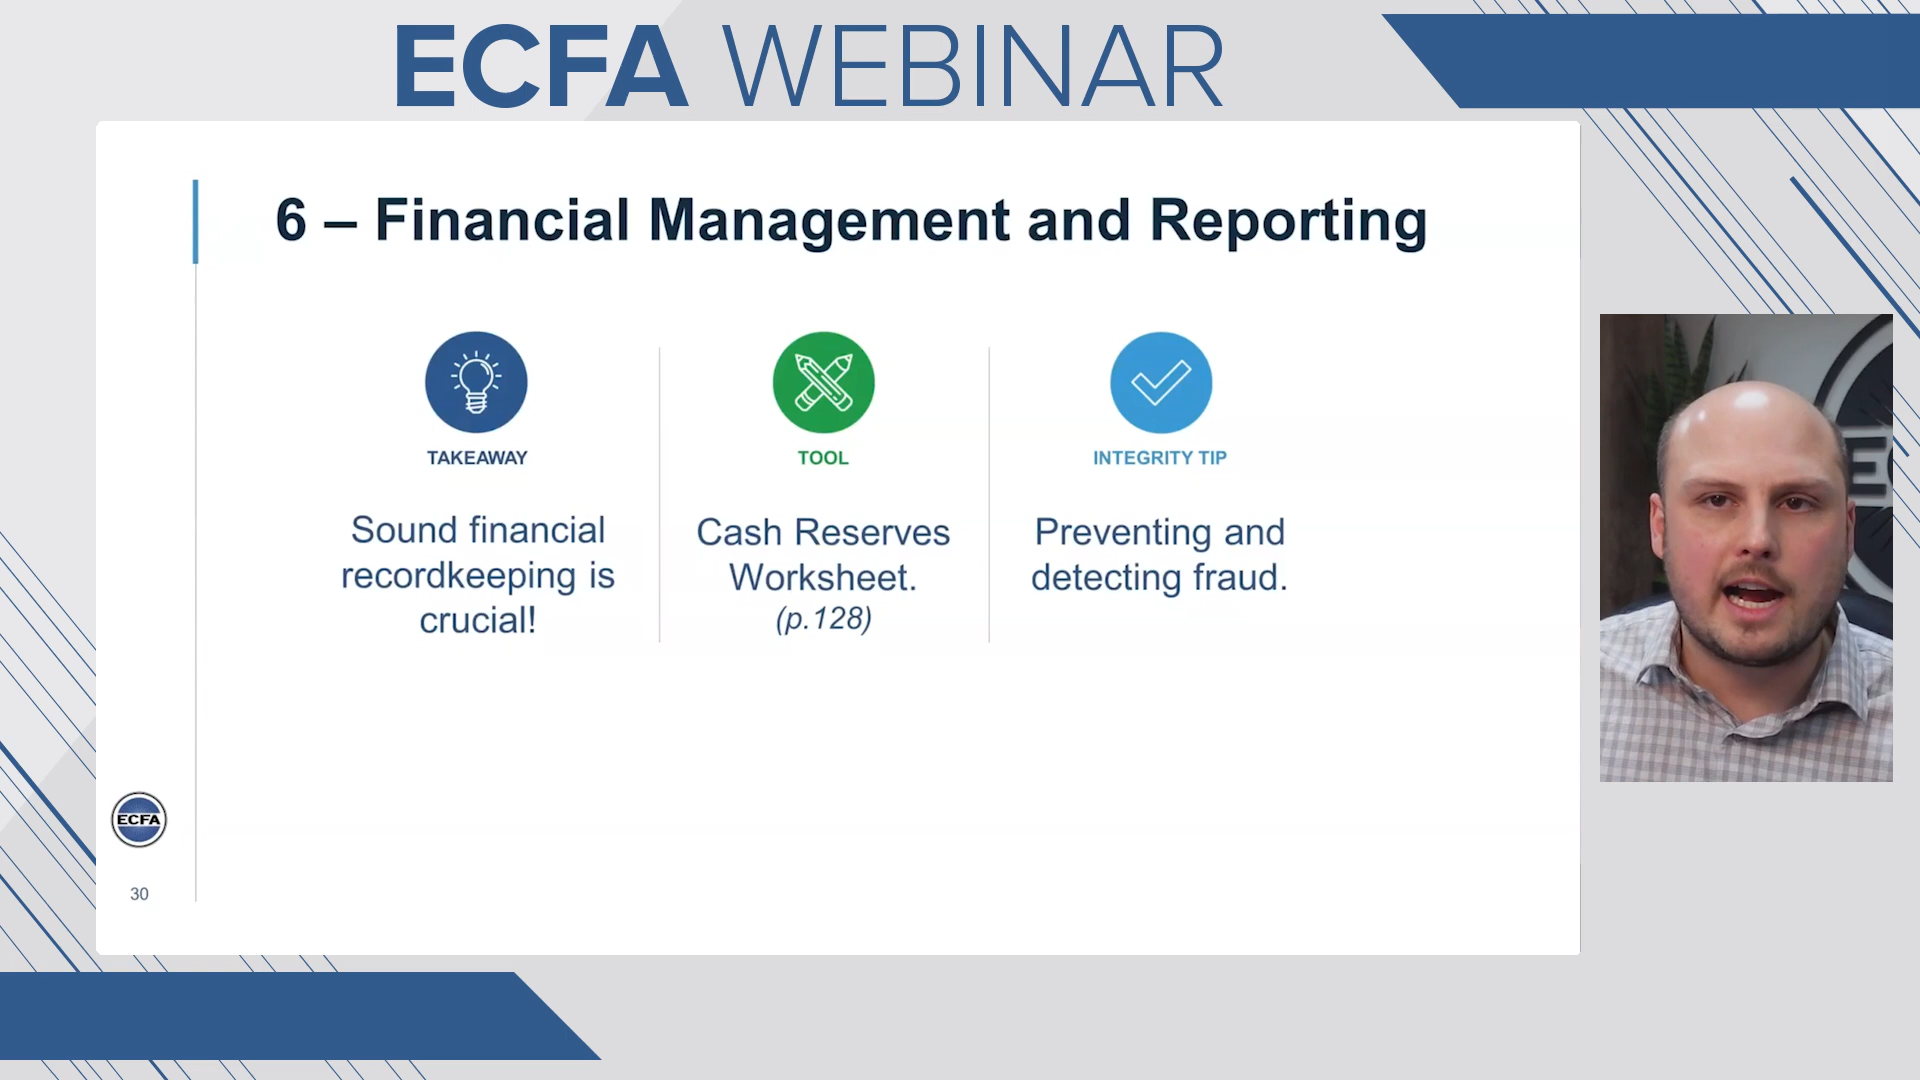 ECFA WEBINAR
6 – Financial Management and Reporting
TAKEAWAY
Sound financial
recordkeeping is
crucial!
TOOL
Cash Reserves
Worksheet.
(p.128)
INTEGRITY TIP
Preventing and
detecting fraud.
ECFA
30